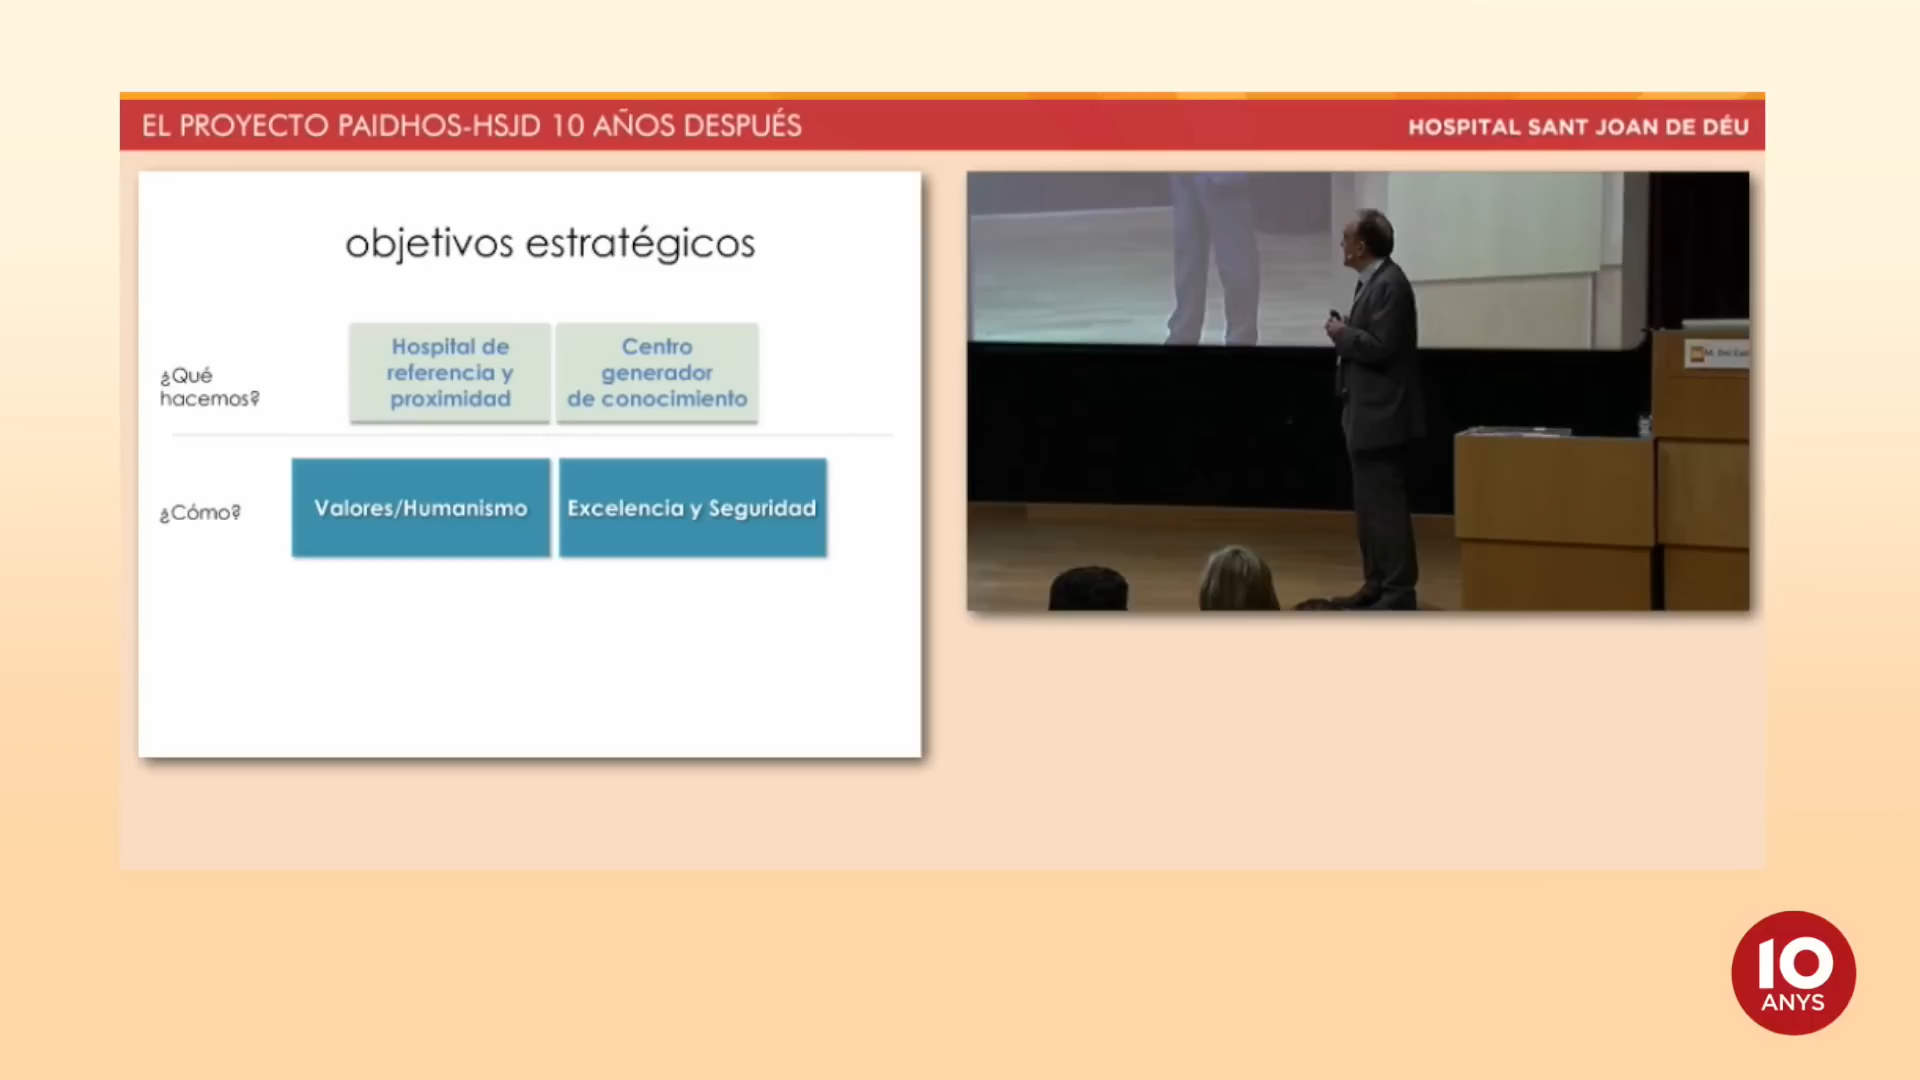 EL PROYECTO PAIDHOS-HSJD 10 AÑOS DESPUÉS
HOSPITAL SANT JOAN DE DÉU
objetivos estratégicos
¿Qué
hacemos?
Hospital de
referencia y
proximidad
Centro
generador
de conocimiento
¿Cómo?
Valores/Humanismo
Excelencia y Seguridad
10
ANYS